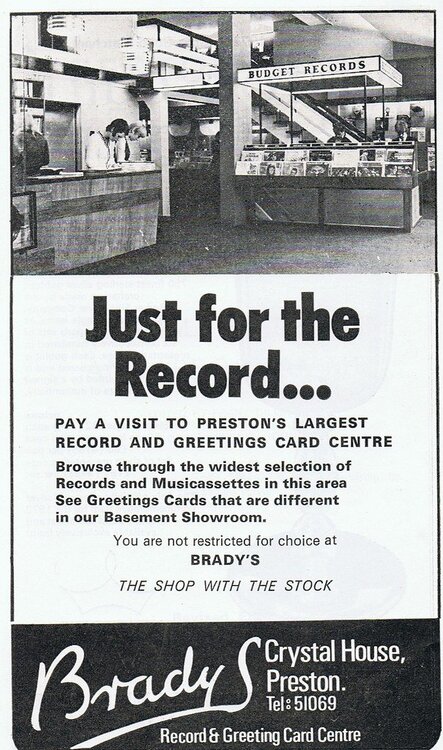 BUDGET RECORDS
Just for the
Record...
PAY A VISIT TO PRESTON'S LARGEST
RECORD AND GREETINGS CARD CENTRE
Browse through the widest selection of
Records and Musicassettes in this area
See Greetings Cards that are different
in our Basement Showroom.
You are not restricted for choice at
BRADY'S
THE SHOP WITH THE STOCK
Bradys
Crystal House,
Preston.
Tel: 51069
Record & Greeting Card Centre